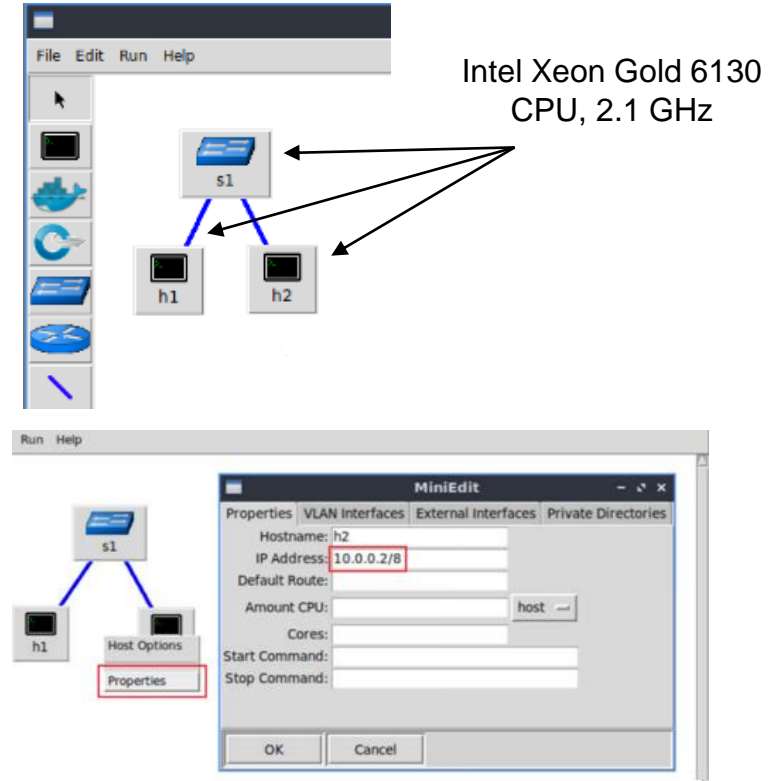 File Edit Run Help
Intel Xeon Gold 6130
CPU, 2.1 GHz
s1
h1
h2
Run Help
MiniEdit
Properties VLAN Interfaces External Interfaces Private Directories
Hostname: h2
IP Address: 10.0.0.2/8
Default Route:
Amount CPU: host
Cores:
Start Command:
Stop Command:
OK Cancel
s1
h1
Host Options
Properties